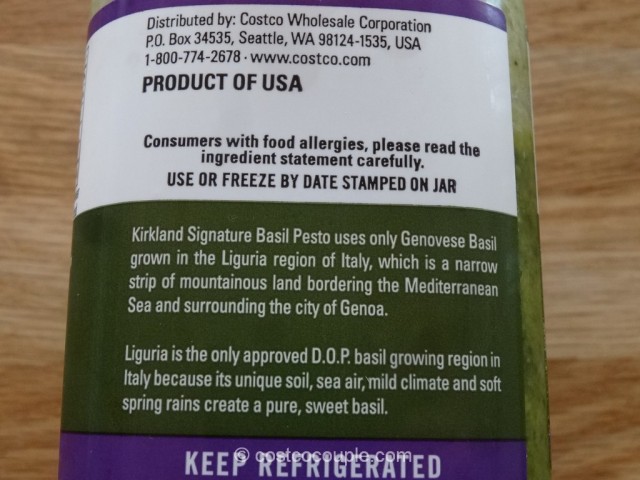 Distributed by: Costco Wholesale Corporation
P.O. Box 34535, Seattle, WA 98124-1535, USA
1-800-774-2678 · www.costco.com
PRODUCT OF USA
Consumers with food allergies, please read the
ingredient statement carefully.
USE OR FREEZE BY DATE STAMPED ON JAR
Kirkland Signature Basil Pesto uses only Genovese Basil
grown in the Liguria region of Italy, which is a narrow
strip of mountainous land bordering the Mediterranean
Sea and surrounding the city of Genoa.
Liguria is the only approved D.O.P. basil growing region in
Italy because its unique soil, sea air, mild climate and soft
spring rains create a pure, sweet basil.
© costcocouple.com
KEEP REFRIGERATED